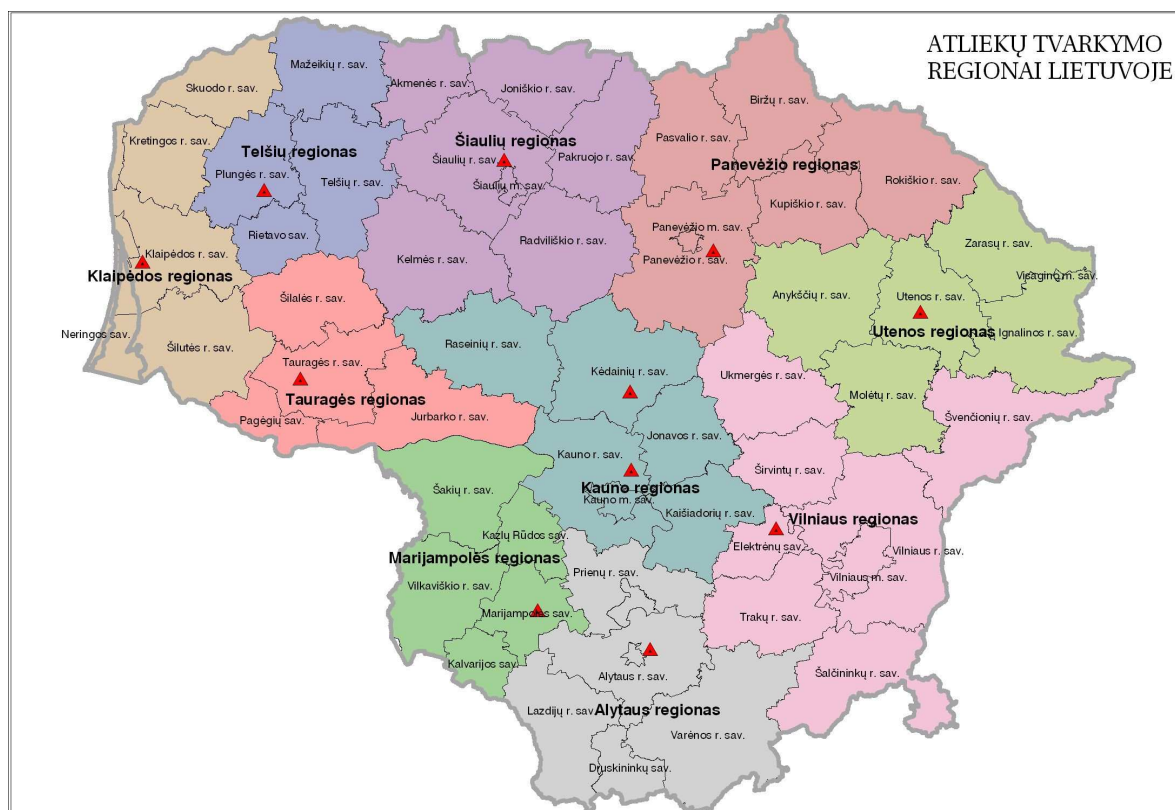 ATLIEKŲ TVARKYMO
REGIONAI LIETUVOJE
Mažeikių r. sav.
Skuodo r. sav.
Akmenės r. sav.
Joniškio r. sav.
Biržų r. sav.
Kretingos r. sav.
Pasvalio r. sav.
Šiaulių regionas
Telšių regionas
Šiaulių r. sav.
Pakruojo r. sav.
Panevėžio regionas
Plungės r. sav.
Telšių r. sav.
Šiaulių m. sav.
Rokiškio r. sav.
Kupiškio r. sav.
Panevėžio m. sav.
Rietavo sav.
Radviliškio r. sav.
Zarasų r. sav.
Klaipėdos r. sav.
Kelmės r. sav.
Panevėžio r. sav.
Klaipėdos regionas
Visagino m. sav.
Anykščių r. sav.
Utenos r. sav.
Šilalės r. sav.
Neringos sav.
Utenos regionas
Ignalinos r. sav.
Šilutės r. sav.
Raseinių r. sav.
Tauragės r. sav.
Kėdainių r. sav.
Ukmergės r. sav.
Tauragės regionas
Molėtų r. sav.
Pagėgių sav.
Jurbarko r. sav.
Švenčionių r. sav.
Jonavos r. sav.
Kauno r. sav.
Širvintų r. sav.
Šakių r. sav.
Kauno regionas
Kauno m. sav.
Kaišiadorių r. sav.
Vilniaus regionas
Kazlų Rūdos sav.
Elektrėnų sav.
Vilniaus r. sav.
Marijampolės regionas
Prienų r. sav.
Vilkaviškio r. sav.
Vilniaus m. sav.
Marijampolės sav.
Trakų r. sav.
Kalvarijos sav.
Alytaus r. sav.
Šalčininkų r. sav.
Lazdijų r. sav.
Alytaus regionas
Varėnos r. sav.
Druskininkų sav.